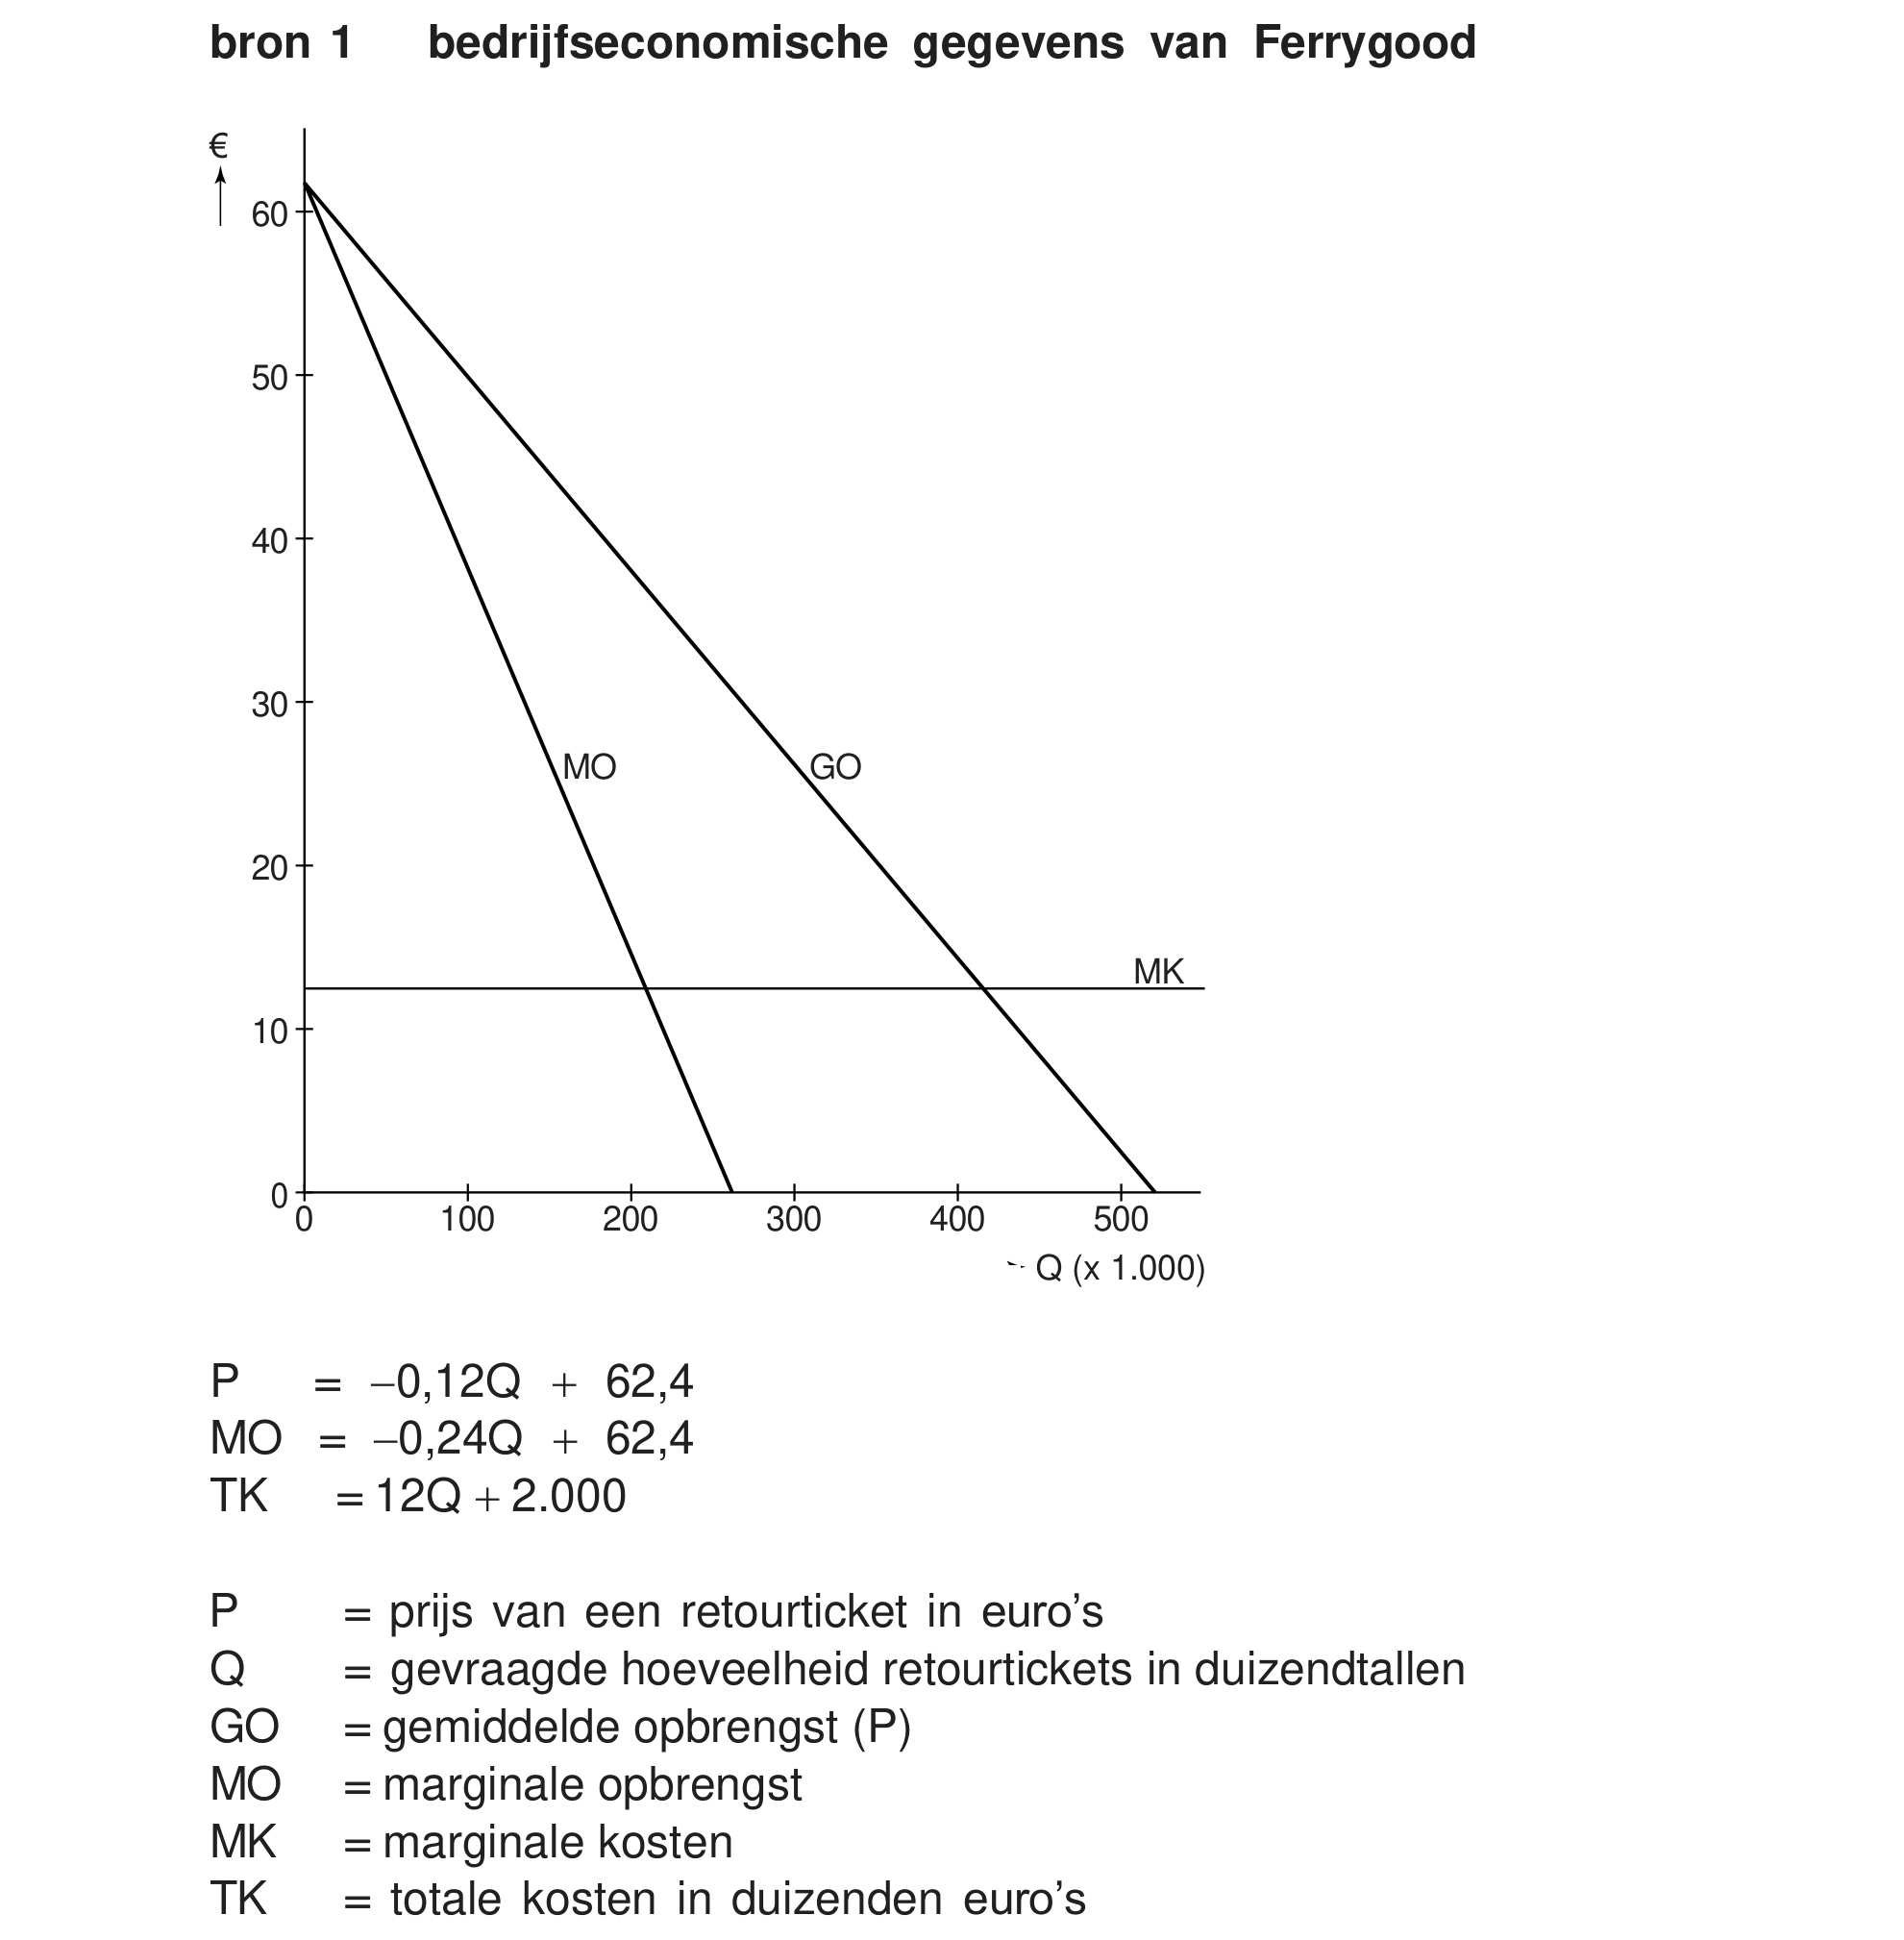 bron 1 bedrijfseconomische gegevens van Ferrygood
€
60
50
40
30
MO
GO
20
MK
10
0
0 100 200 300 400 500
Q (x 1.000)
P = –0,12Q + 62,4
MO = –0,24Q + 62,4
TK = 12Q + 2.000
P = prijs van een retourticket in euro’s
Q = gevraagde hoeveelheid retourtickets in duizendtallen
GO = gemiddelde opbrengst (P)
MO = marginale opbrengst
MK = marginale kosten
TK = totale kosten in duizenden euro’s